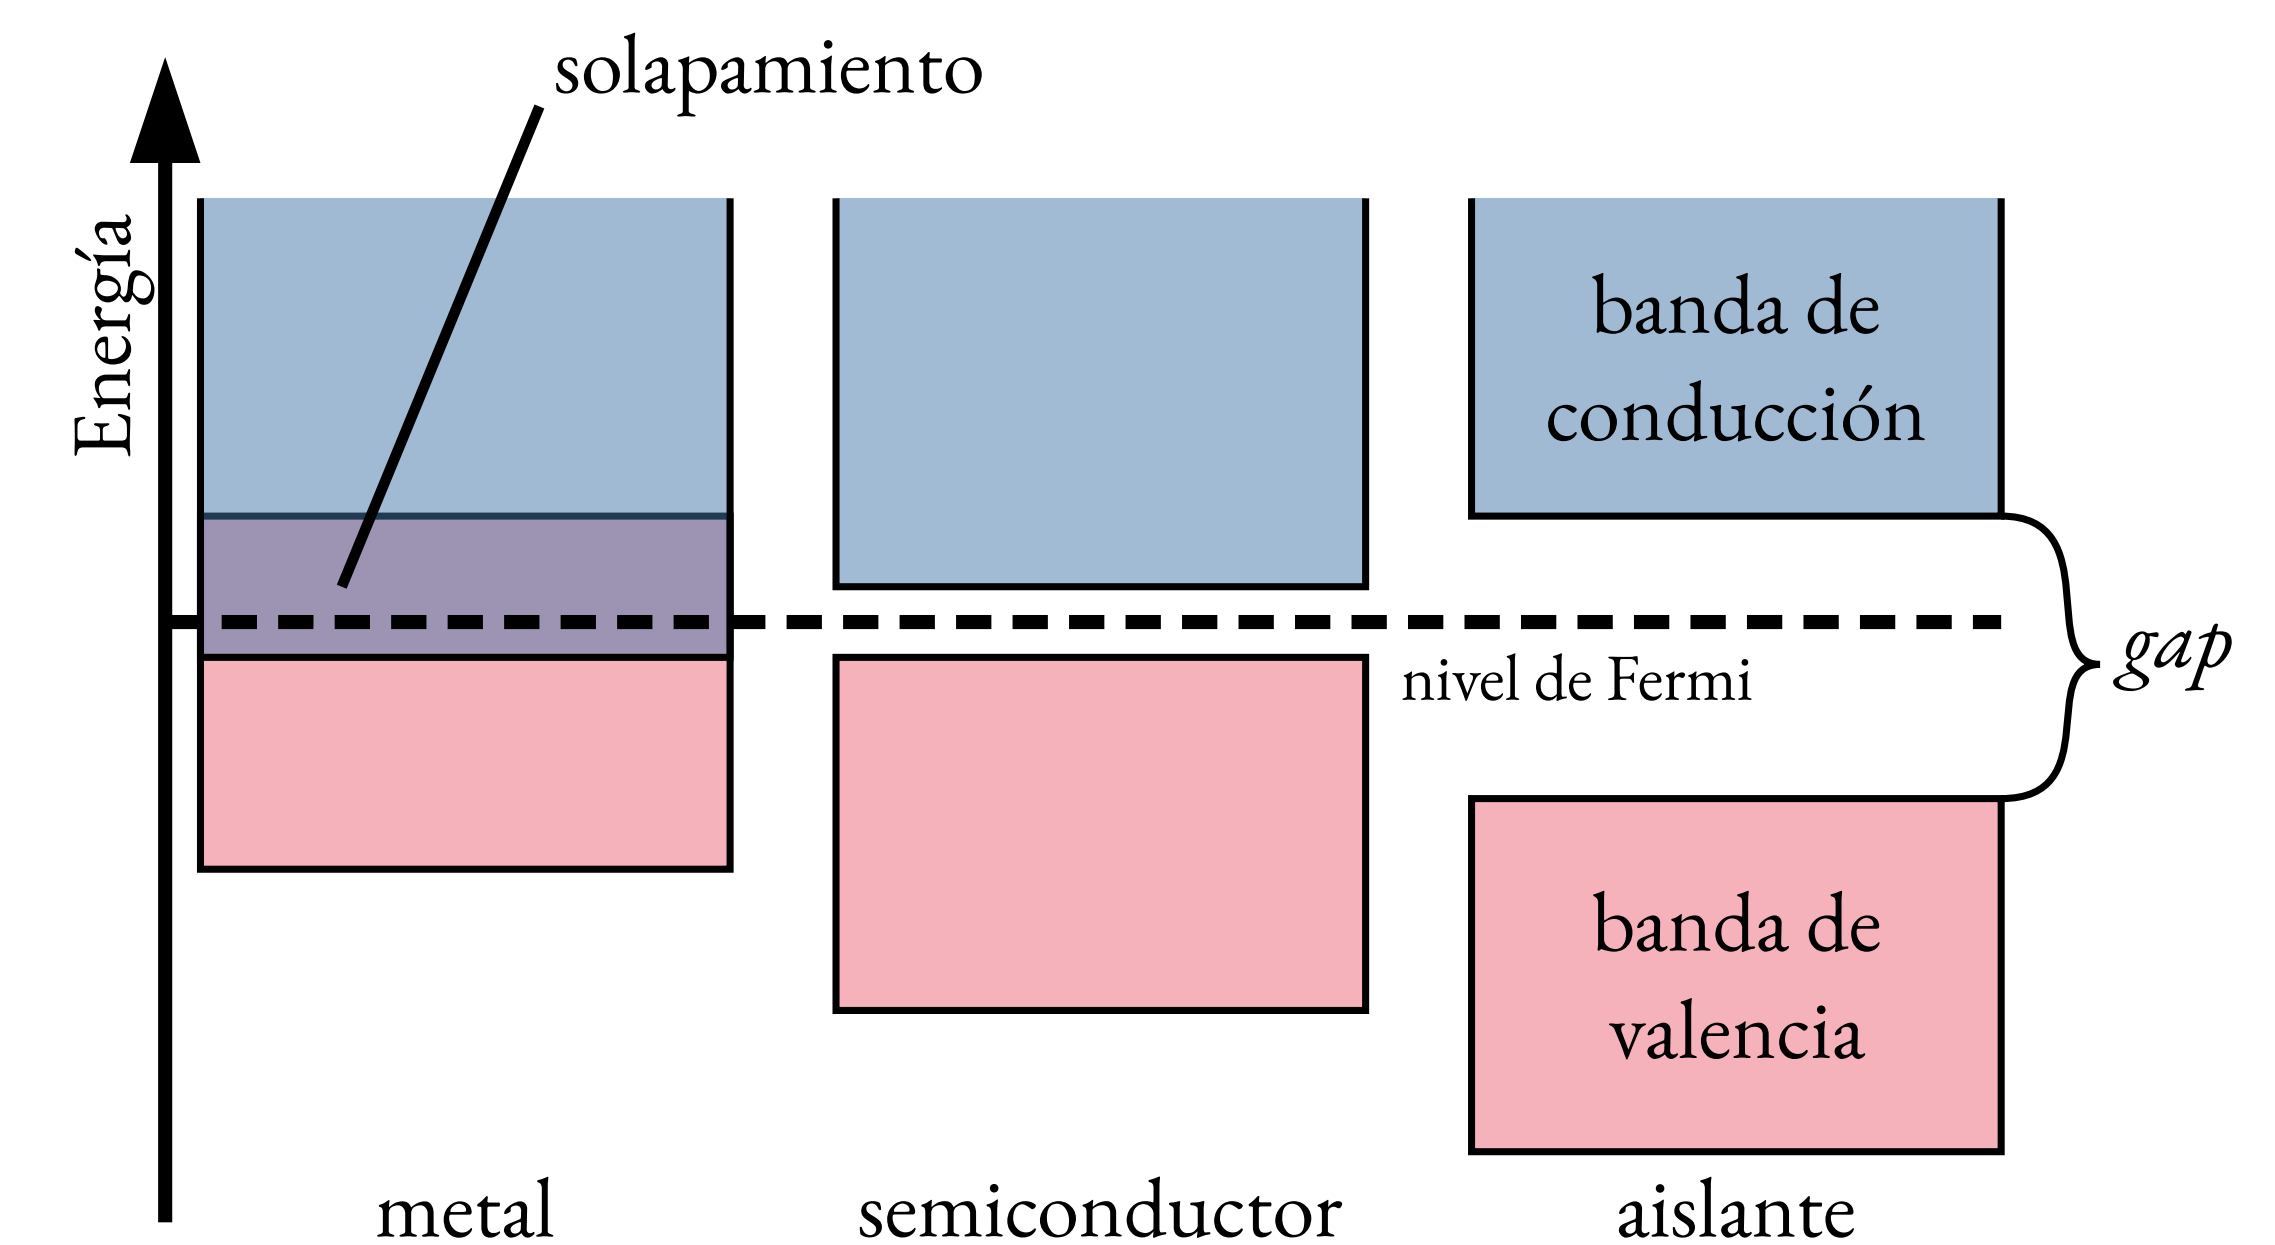 solapamiento
Energía
banda de
conducción
nivel de Fermi
gap
banda de
valencia
metal
semiconductor
aislante